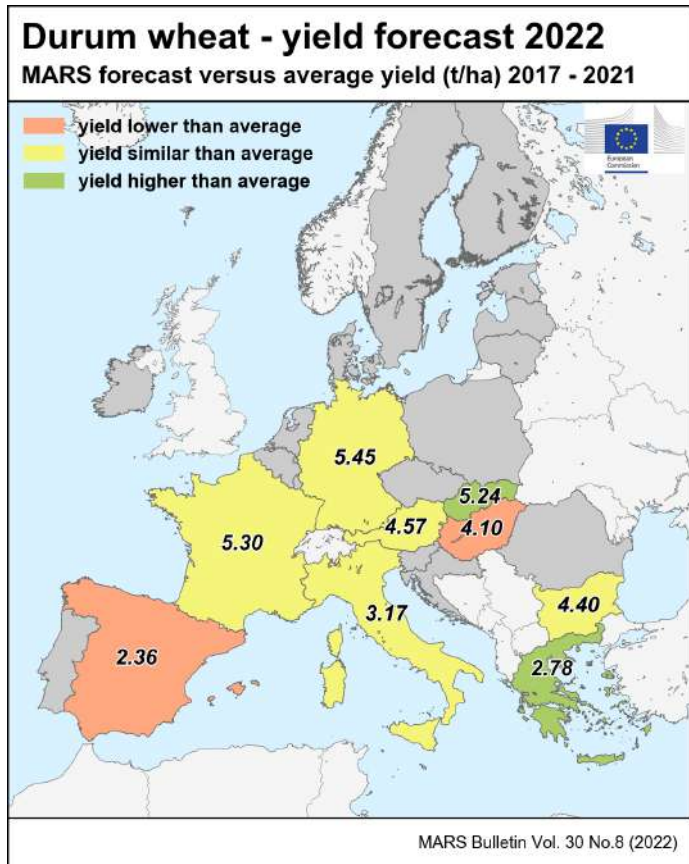 Durum wheat - yield forecast 2022
MARS forecast versus average yield (t/ha) 2017 - 2021
yield lower than average
yield similar than average
yield higher than average
European
Commission
5.45
5.24
4.57
4.10
5.30
3.17
4.40
2.36
2.78
MARS Bulletin Vol. 30 No.8 (2022)